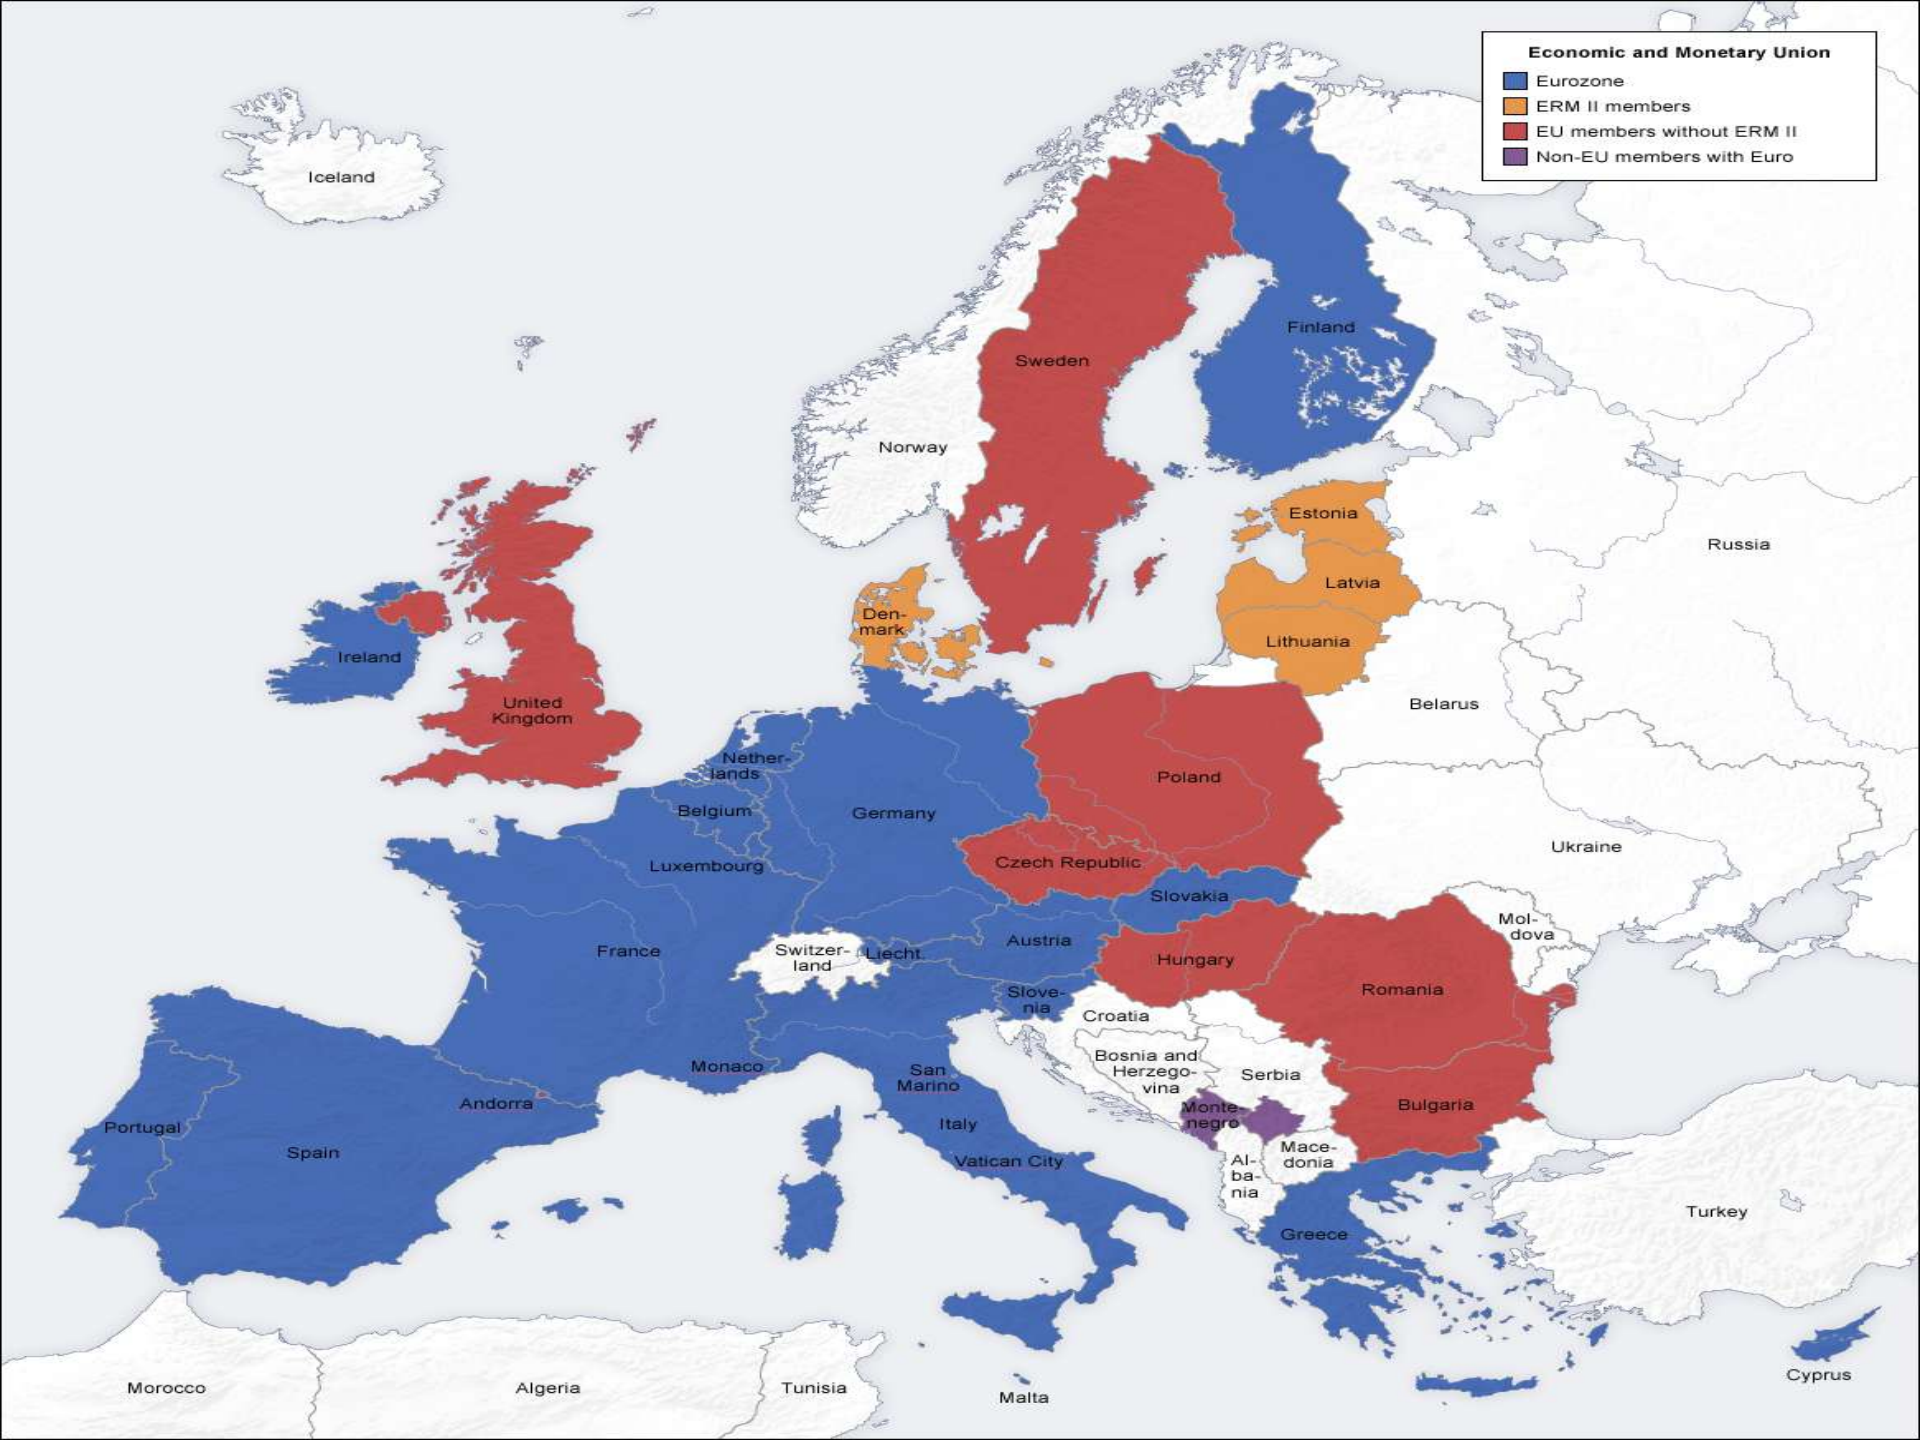 Economic and Monetary Union
Eurozone
ERM II members
EU members without ERM II
Non-EU members with Euro
Iceland
Finland
Sweden
Norway
Estonia
Russia
Latvia
Den-
mark
Lithuania
Ireland
United
Kingdom
Belarus
Nether-
lands
Poland
Belgium
Germany
Ukraine
Czech Republic
Luxembourg
Slovakia
Mol-
dova
Austria
France
Switzer-
land
Liecht.
Hungary
Slove-
nia
Romania
Croatia
Bosnia and
Herzego-
vina
Monaco
San
Marino
Serbia
Andorra
Monte-
negro
Bulgaria
Portugal
Italy
Spain
Mace-
donia
Vatican City
Al-
ba-
nia
Turkey
Greece
Cyprus
Morocco
Algeria
Tunisia
Malta